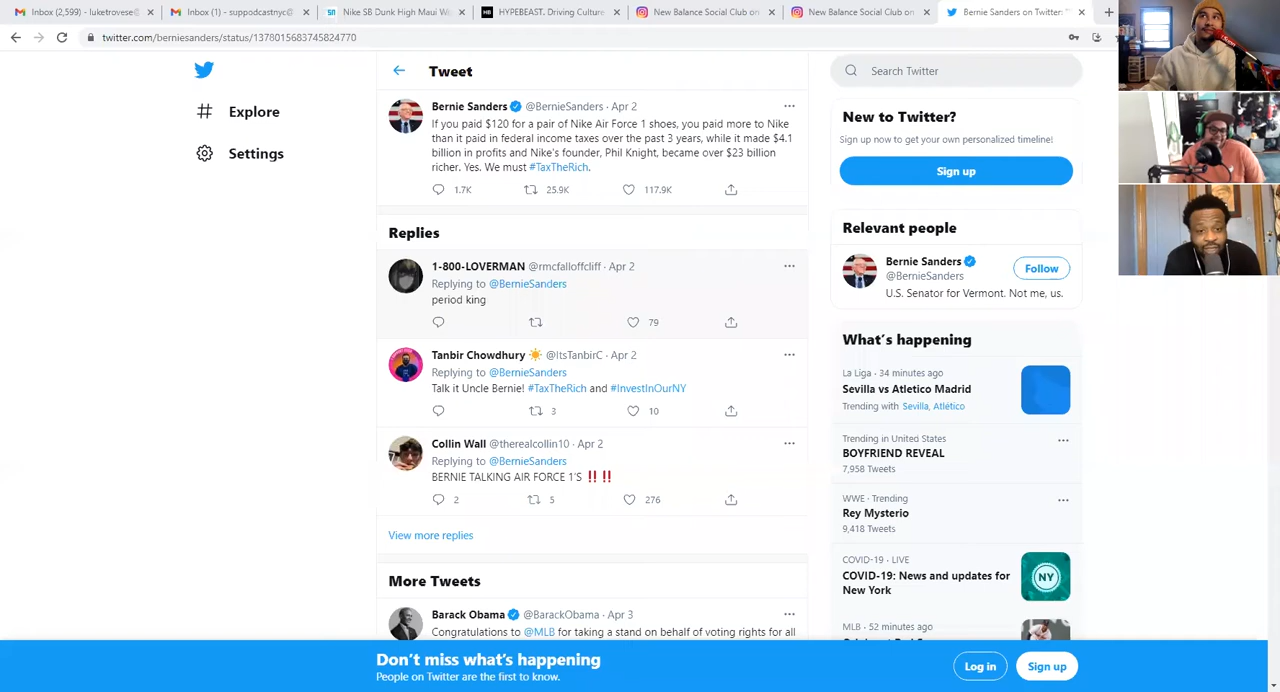 Inbox (2,599) - luketrovese@
Inbox (1) - suppodcastnyc@
Nike SB Dunk High Maui W
HYPEBEAST. Driving Culture
New Balance Social Club on
New Balance Social Club on
Bernie Sanders on Twitter: "
twitter.com/berniesanders/status/1378015683745824770
Explore
Settings
Tweet
Bernie Sanders @BernieSanders · Apr 2
If you paid $120 for a pair of Nike Air Force 1 shoes, you paid more to Nike
than it paid in federal income taxes over the past 3 years, while it made $4.1
billion in profits and Nike's founder, Phil Knight, became over $23 billion
richer. Yes. We must #TaxTheRich.
1.7K 25.9K 117.9K
Replies
1-800-LOVERMAN @rmcfalloffcliff · Apr 2
Replying to @BernieSanders
period king
79
Tanbir Chowdhury @ItsTanbirC · Apr 2
Replying to @BernieSanders
Talk it Uncle Bernie! #TaxTheRich and #InvestInOurNY
3 10
Collin Wall @therealcollin10 · Apr 2
Replying to @BernieSanders
BERNIE TALKING AIR FORCE 1'S ‼️‼️
2 5 276
View more replies
More Tweets
Barack Obama @BarackObama · Apr 3
Congratulations to @MLB for taking a stand on behalf of voting rights for all
Search Twitter
New to Twitter?
Sign up now to get your own personalized timeline!
Sign up
Relevant people
Bernie Sanders
@BernieSanders
Follow
U.S. Senator for Vermont. Not me, us.
What's happening
La Liga · 34 minutes ago
Sevilla vs Atletico Madrid
Trending with Sevilla, Atlético
Trending in United States
BOYFRIEND REVEAL
7,958 Tweets
WWE · Trending
Rey Mysterio
9,418 Tweets
COVID-19 · LIVE
COVID-19: News and updates for
New York
NY
MLB · 52 minutes ago
Don't miss what's happening
People on Twitter are the first to know.
Log in
Sign up